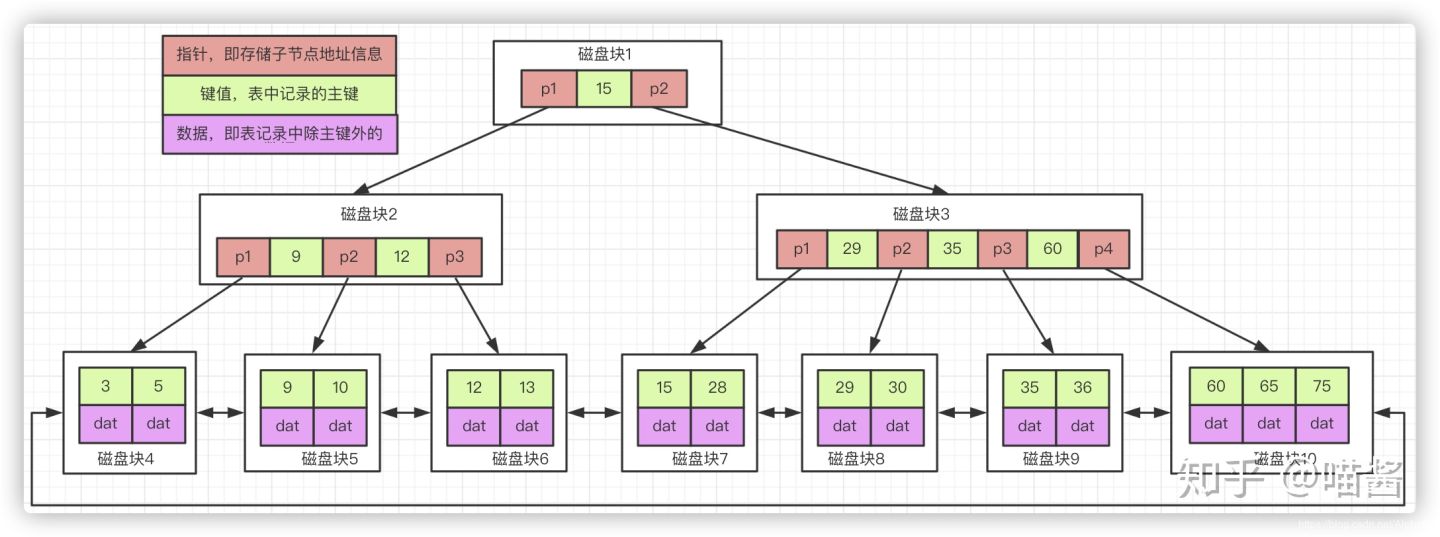 指针，即存储子节点地址信息
键值，表中记录的主键
数据，即表记录中除主键外的
磁盘块1
p1 15 p2
磁盘块2
p1 9 p2 12 p3
磁盘块3
p1 29 p2 35 p3 60 p4
3 5
dat dat
磁盘块4
9 10
dat dat
磁盘块5
12 13
dat dat
磁盘块6
15 28
dat dat
磁盘块7
29 30
dat dat
磁盘块8
35 36
dat dat
磁盘块9
60 65 75
dat dat dat
磁盘块10
知乎 @喵酱